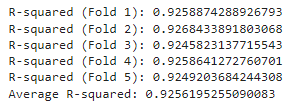 R-squared (Fold 1): 0.9258874288926793
R-squared (Fold 2): 0.9268433891803068
R-squared (Fold 3): 0.9245823137715543
R-squared (Fold 4): 0.9258641272760701
R-squared (Fold 5): 0.9249203684244308
Average R-squared: 0.9256195255090083